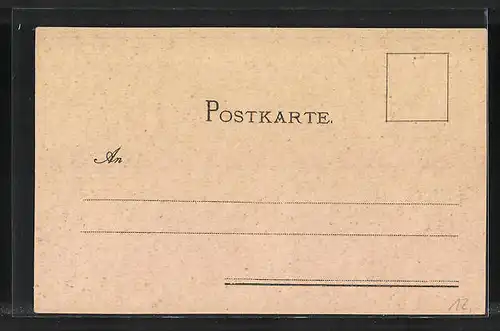 POSTKARTE.
An
12.